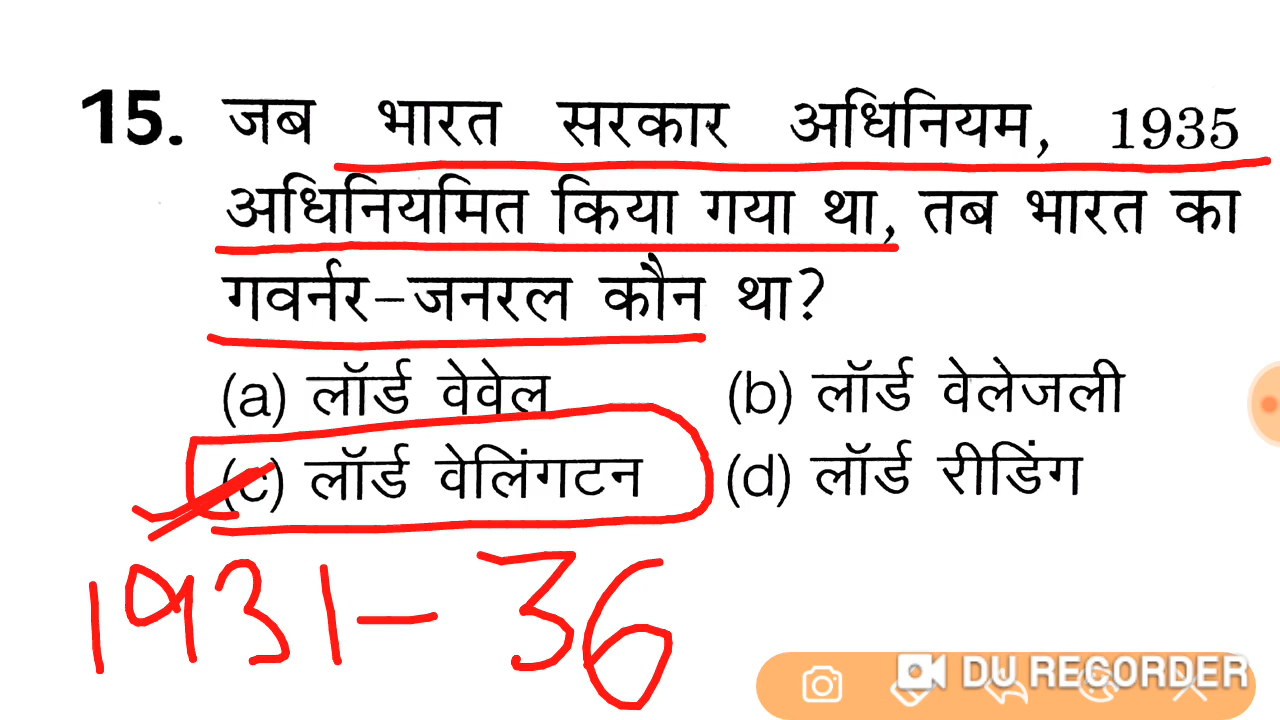 15. जब भारत सरकार अधिनियम, 1935
अधिनियमित किया गया था, तब भारत का
गवर्नर-जनरल कौन था?
(a) लॉर्ड वेवेल (b) लॉर्ड वेलेजली
(c) लॉर्ड वेलिंगटन (d) लॉर्ड रीडिंग
1931-36
DU RECORDER